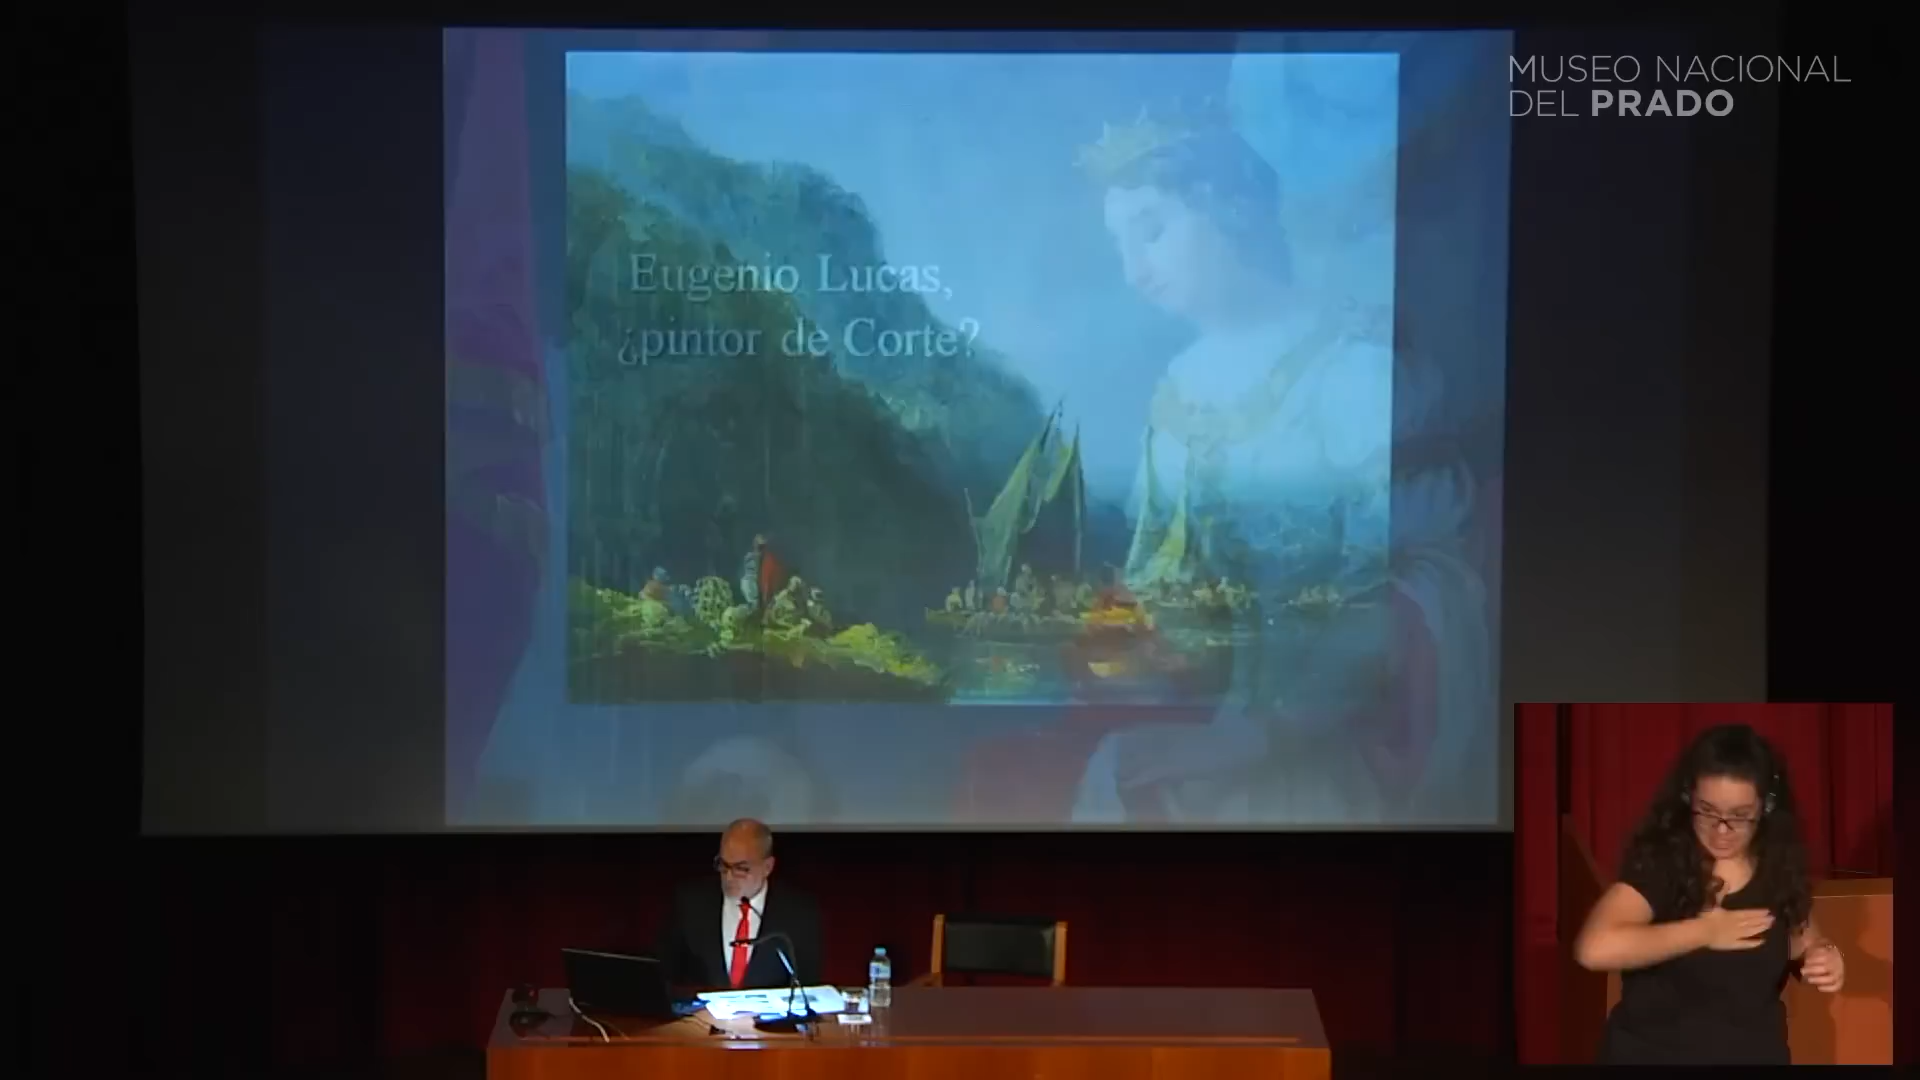 MUSEO NACIONAL
DEL PRADO
Eugenio Lucas,
¿pintor de Corte?